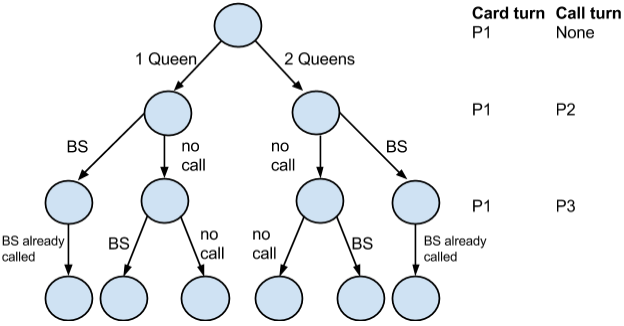 Card turn Call turn
P1 None
1 Queen 2 Queens
P1 P2
BS no call no call BS
P1 P3
BS already called BS no call no call BS BS already called